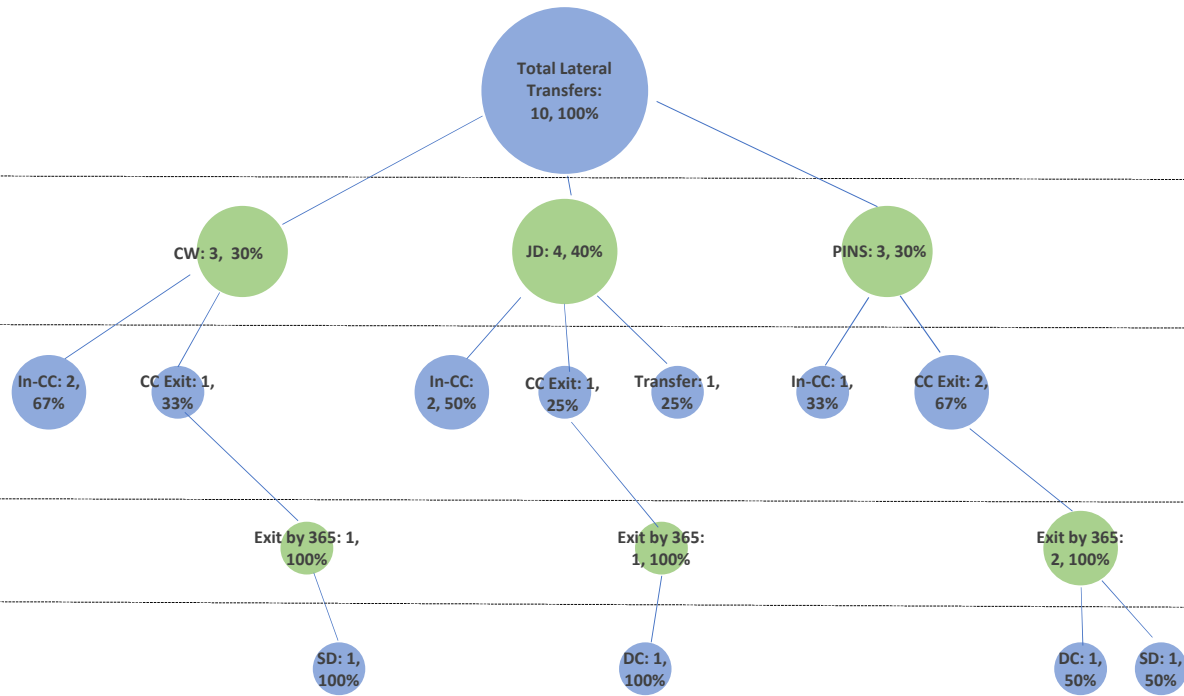 Total Lateral
Transfers:
10, 100%
CW: 3, 30%
JD: 4, 40%
PINS: 3, 30%
In-CC: 2,
67%
CC Exit: 1,
33%
In-CC:
2, 50%
CC Exit: 1,
25%
Transfer: 1,
25%
In-CC: 1,
33%
CC Exit: 2,
67%
Exit by 365: 1,
100%
Exit by 365:
1, 100%
Exit by 365:
2, 100%
SD: 1,
100%
DC: 1,
100%
DC: 1,
50%
SD: 1,
50%